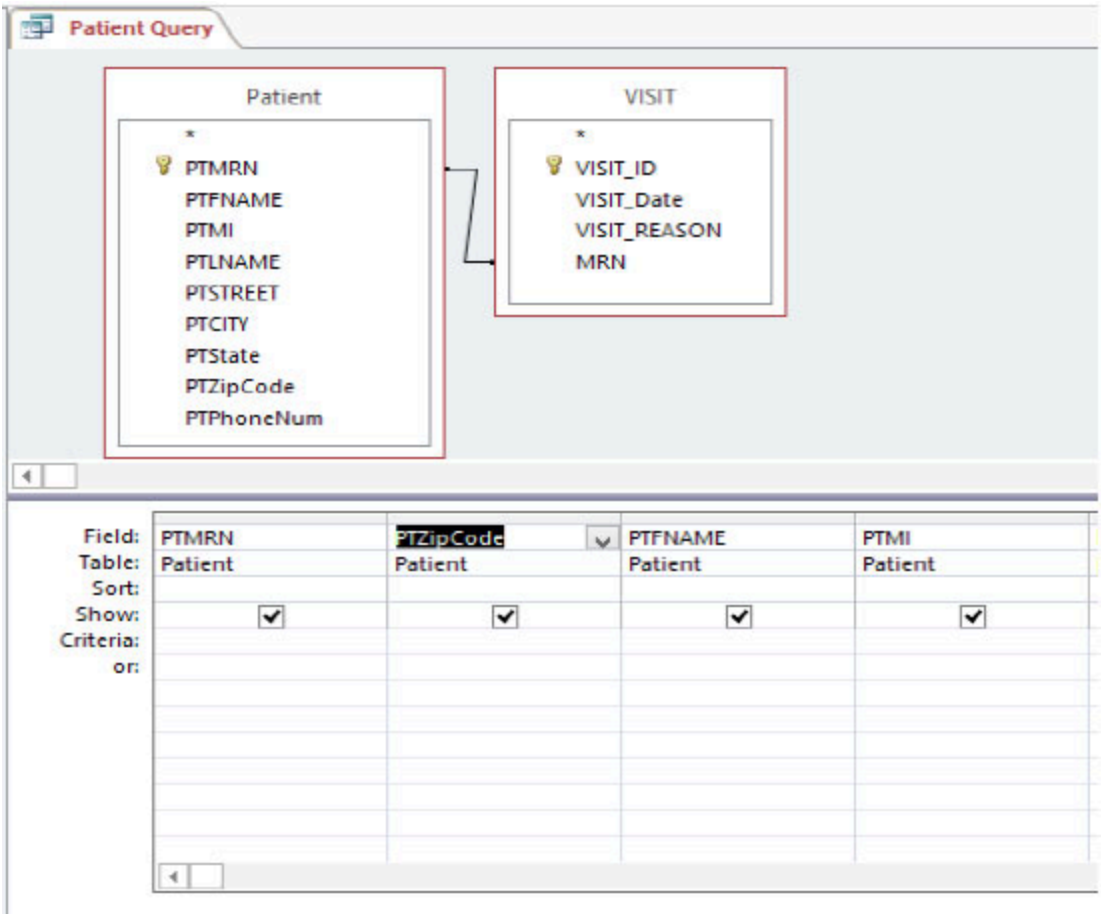 Patient Query
Patient
*
PTMRN
PTFNAME
PTMI
PTLNAME
PTSTREET
PTCITY
PTState
PTZipCode
PTPhoneNum
VISIT
*
VISIT_ID
VISIT_Date
VISIT_REASON
MRN
Field: PTMRN PTZipCode PTFNAME PTMI
Table: Patient Patient Patient Patient
Sort:
Show:
Criteria:
or: